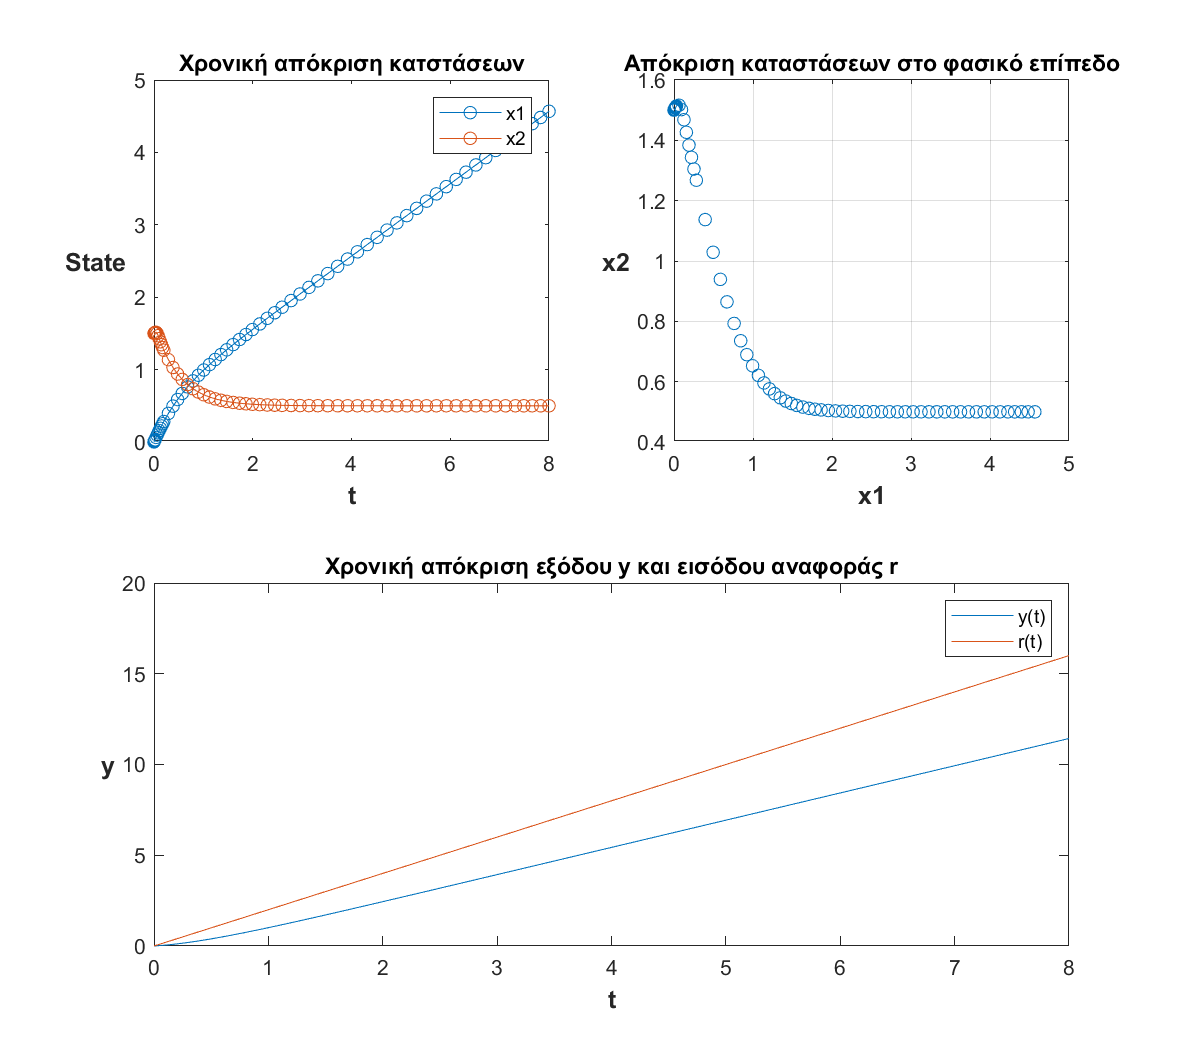 Χρονική απόκριση κατστάσεων
5
4
3
2
1
0
State
x1
x2
0 2 4 6 8
t
Απόκριση καταστάσεων στο φασικό επίπεδο
1.6
1.4
1.2
1
0.8
0.6
0.4
x2
0 1 2 3 4 5
x1
Χρονική απόκριση εξόδου y και εισόδου αναφοράς r
20
15
10
5
0
y
y(t)
r(t)
0 1 2 3 4 5 6 7 8
t